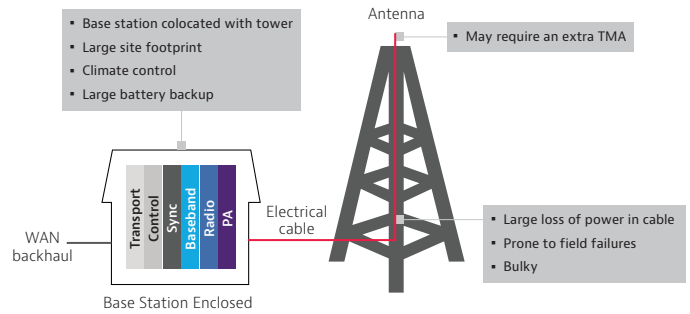 ▪ Base station colocated with tower
▪ Large site footprint
▪ Climate control
▪ Large battery backup
Antenna
▪ May require an extra TMA
Transport
Control
Sync
Baseband
Radio
PA
WAN
backhaul
Electrical
cable
▪ Large loss of power in cable
▪ Prone to field failures
▪ Bulky
Base Station Enclosed